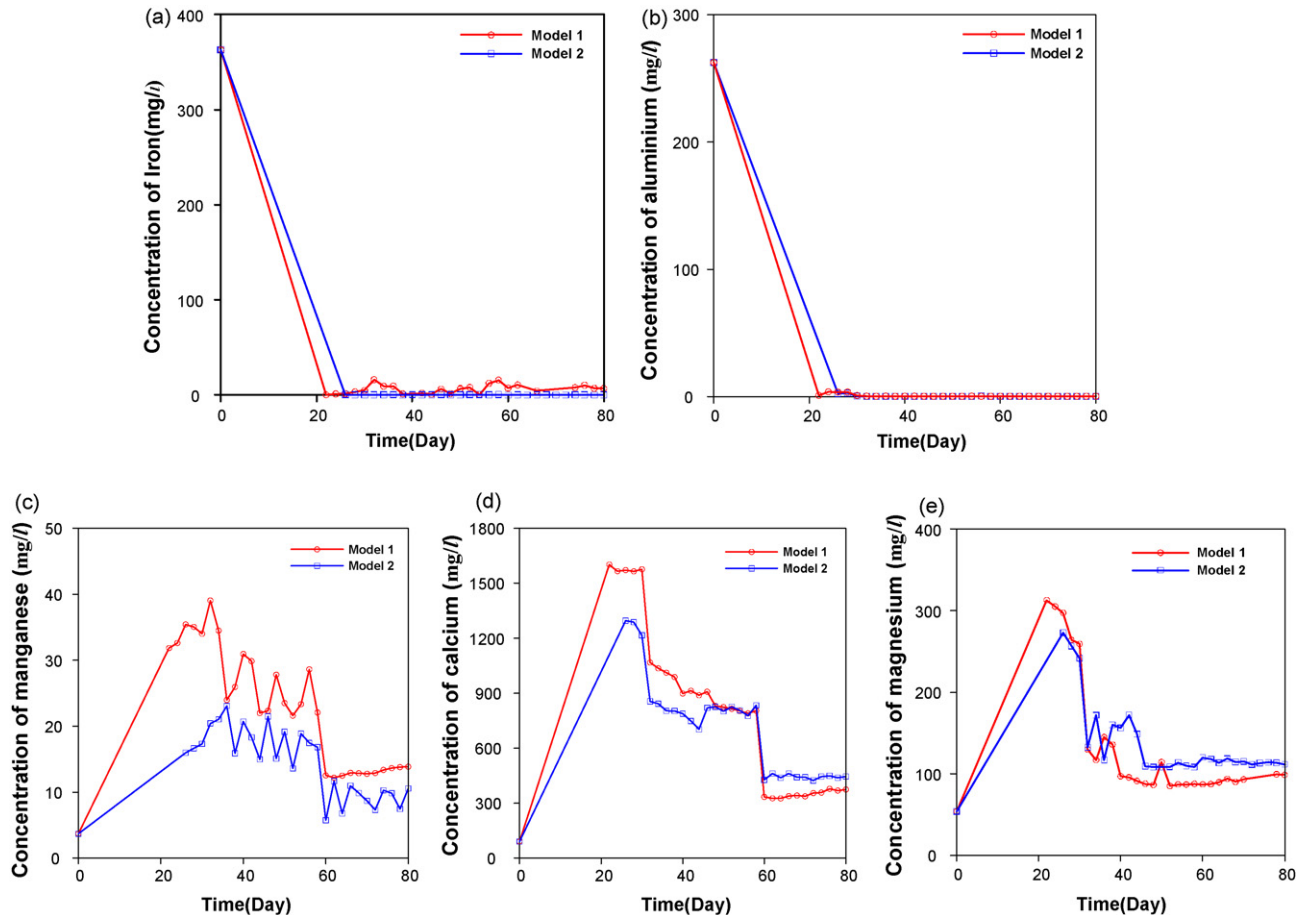 (a)
400
300
200
100
0
0
20
40
60
80
Concentration of Iron(mg/l)
Time(Day)
Model 1
Model 2
(b)
300
200
100
0
0
20
40
60
80
Concentration of aluminium (mg/l)
Time(Day)
Model 1
Model 2
(c)
50
40
30
20
10
0
0
20
40
60
80
Concentration of manganese (mg/l)
Time(Day)
Model 1
Model 2
(d)
1800
1500
1200
900
600
300
0
0
20
40
60
80
Concentration of calcium (mg/l)
Time(Day)
Model 1
Model 2
(e)
400
300
200
100
0
0
20
40
60
80
Concentration of magnesium (mg/l)
Time(Day)
Model 1
Model 2